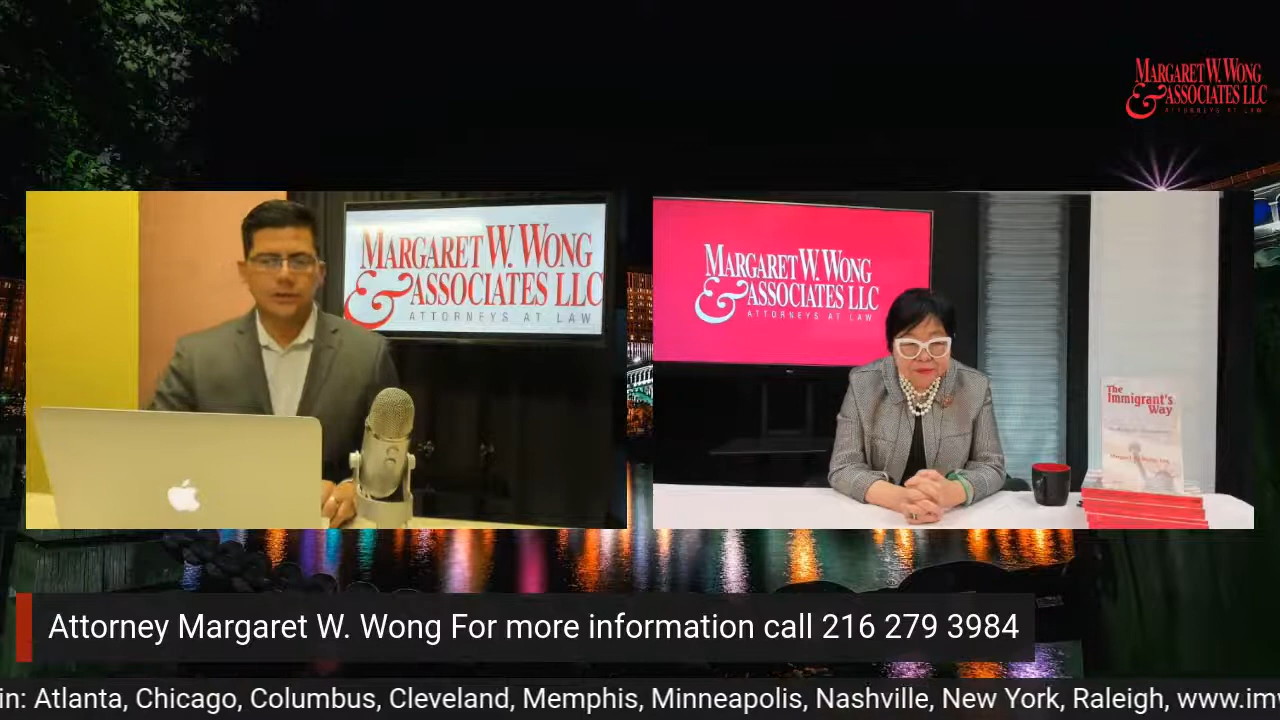 MARGARET W. WONG
& ASSOCIATES LLC
ATTORNEYS AT LAW
MARGARET W. WONG
& ASSOCIATES LLC
ATTORNEYS AT LAW
MARGARET W. WONG
& ASSOCIATES LLC
ATTORNEYS AT LAW
The
Immigrant's
Way
Attorney Margaret W. Wong For more information call 216 279 3984
in: Atlanta, Chicago, Columbus, Cleveland, Memphis, Minneapolis, Nashville, New York, Raleigh, www.im